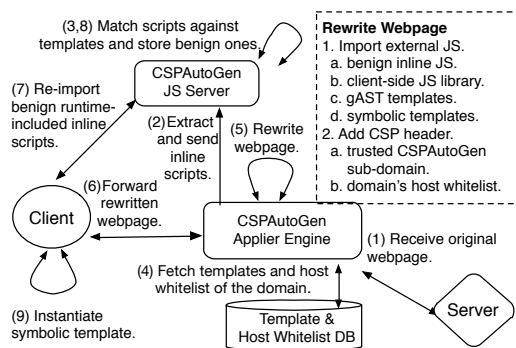 (3,8) Match scripts against
templates and store benign ones.
CSPAutoGen
JS Server
(7) Re-import
benign runtime-
included inline
scripts.
(2) Extract
and send
inline
scripts.
(5) Rewrite
webpage.
Rewrite Webpage
1. Import external JS.
a. benign inline JS.
b. client-side JS library.
c. gAST templates.
d. symbolic templates.
2. Add CSP header.
a. trusted CSPAutoGen
sub-domain.
b. domain's host whitelist.
(6) Forward
rewritten
webpage.
Client
CSPAutoGen
Applier Engine
(1) Receive original
webpage.
(4) Fetch templates and host
whitelist of the domain.
Server
(9) Instantiate
symbolic template.
Template &
Host Whitelist DB